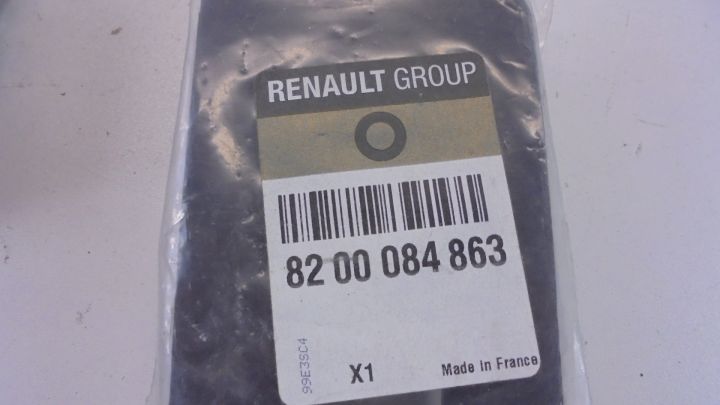 RENAULT GROUP
82 00 084 863
99E3SC4
X1
Made in France